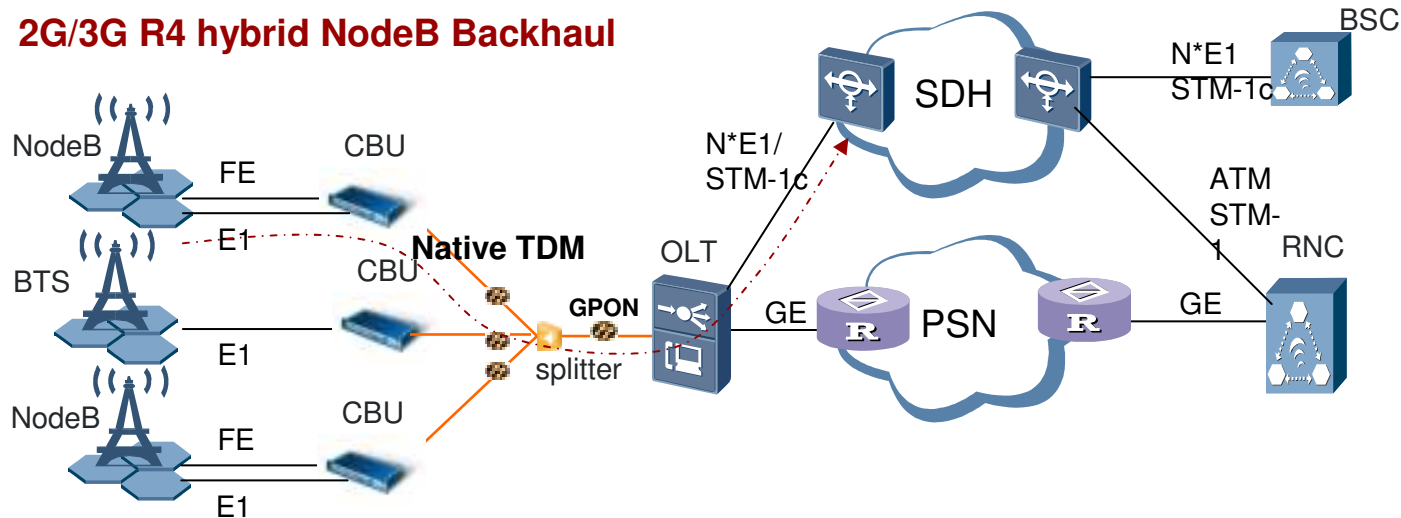 2G/3G R4 hybrid NodeB Backhaul
BSC
N*E1
STM-1c
SDH
NodeB
CBU
FE
E1
N*E1/
STM-1c
ATM
STM-
1
Native TDM
OLT
RNC
BTS
CBU
GPON
GE
R
PSN
R
GE
E1
splitter
NodeB
CBU
FE
E1